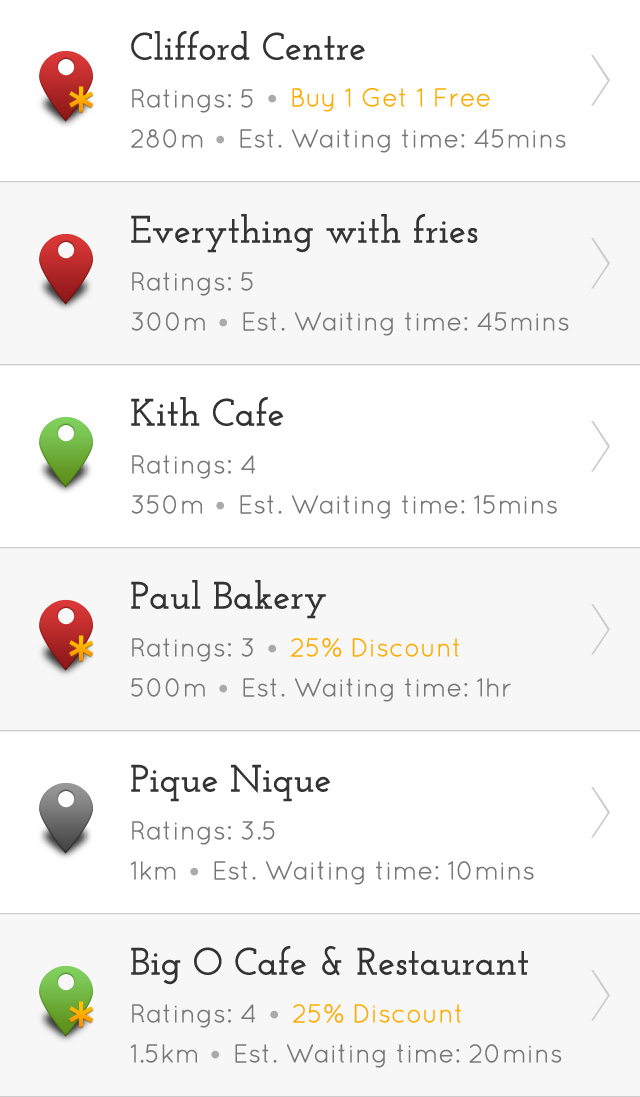 Clifford Centre
Ratings: 5 • Buy 1 Get 1 Free
280m • Est. Waiting time: 45mins
Everything with fries
Ratings: 5
300m • Est. Waiting time: 45mins
Kith Cafe
Ratings: 4
350m • Est. Waiting time: 15mins
Paul Bakery
Ratings: 3 • 25% Discount
500m • Est. Waiting time: 1hr
Pique Nique
Ratings: 3.5
1km • Est. Waiting time: 10mins
Big O Cafe & Restaurant
Ratings: 4 • 25% Discount
1.5km • Est. Waiting time: 20mins